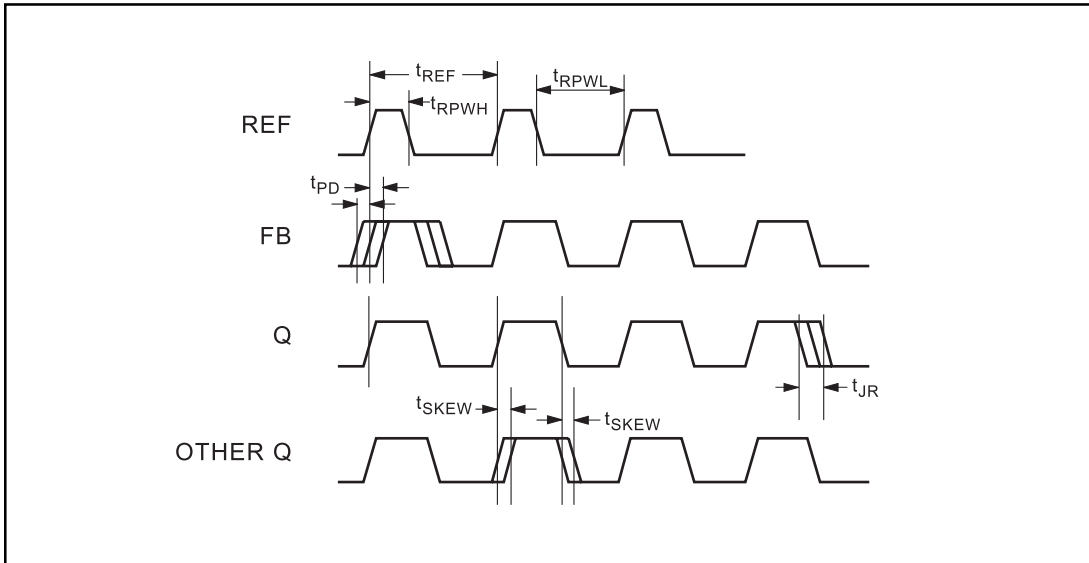 tREF
tRPWL
tRPWH
REF
tPD
FB
Q
tJR
tSKEW
tSKEW
OTHER Q